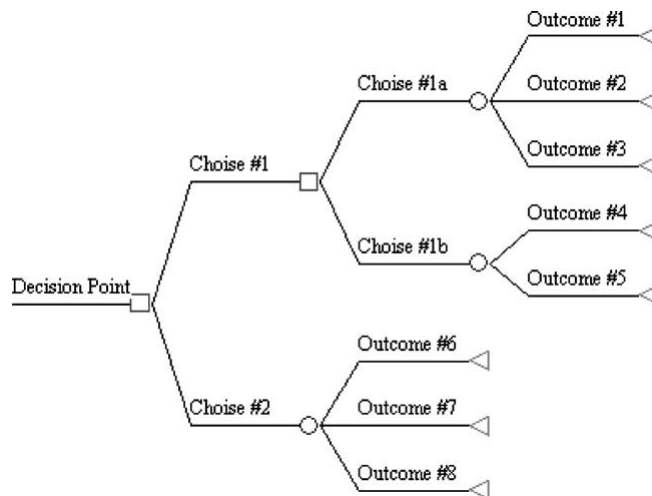 Outcome #1
Choise #1a
Outcome #2
Outcome #3
Choise #1
Outcome #4
Choise #1b
Outcome #5
Decision Point
Outcome #6
Choise #2
Outcome #7
Outcome #8